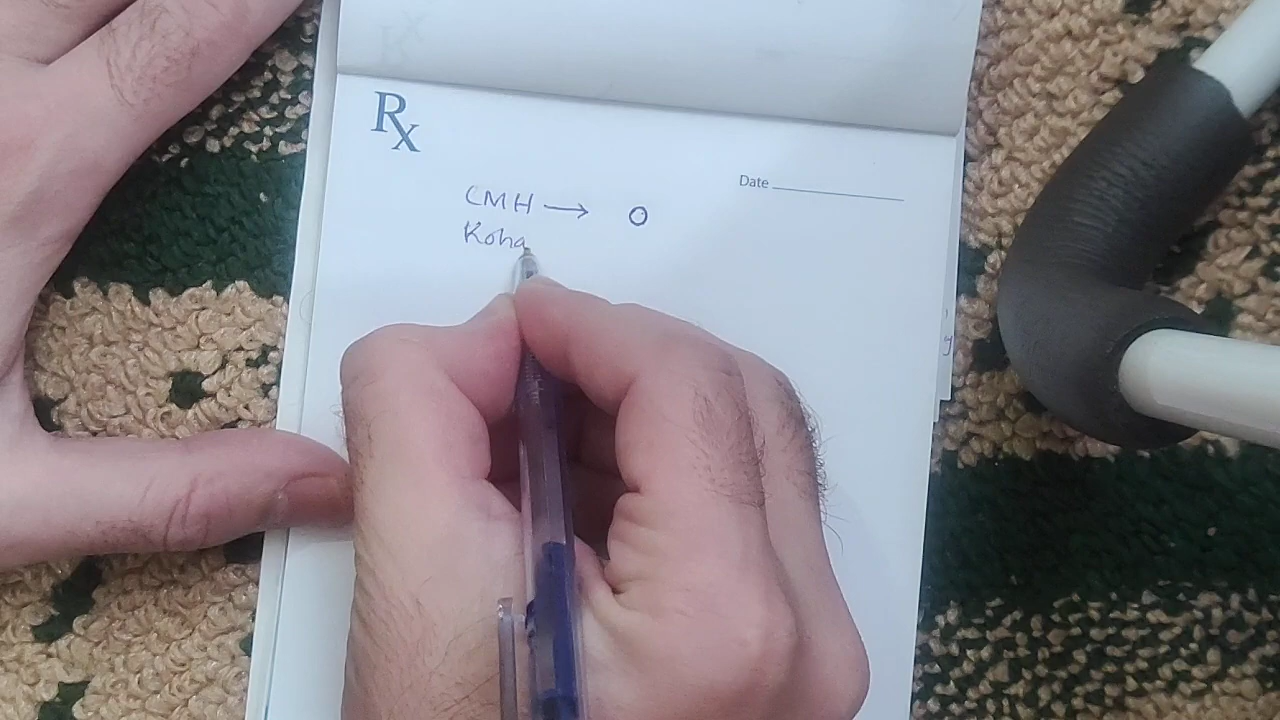 Rx
Date
CMH → O
Koha